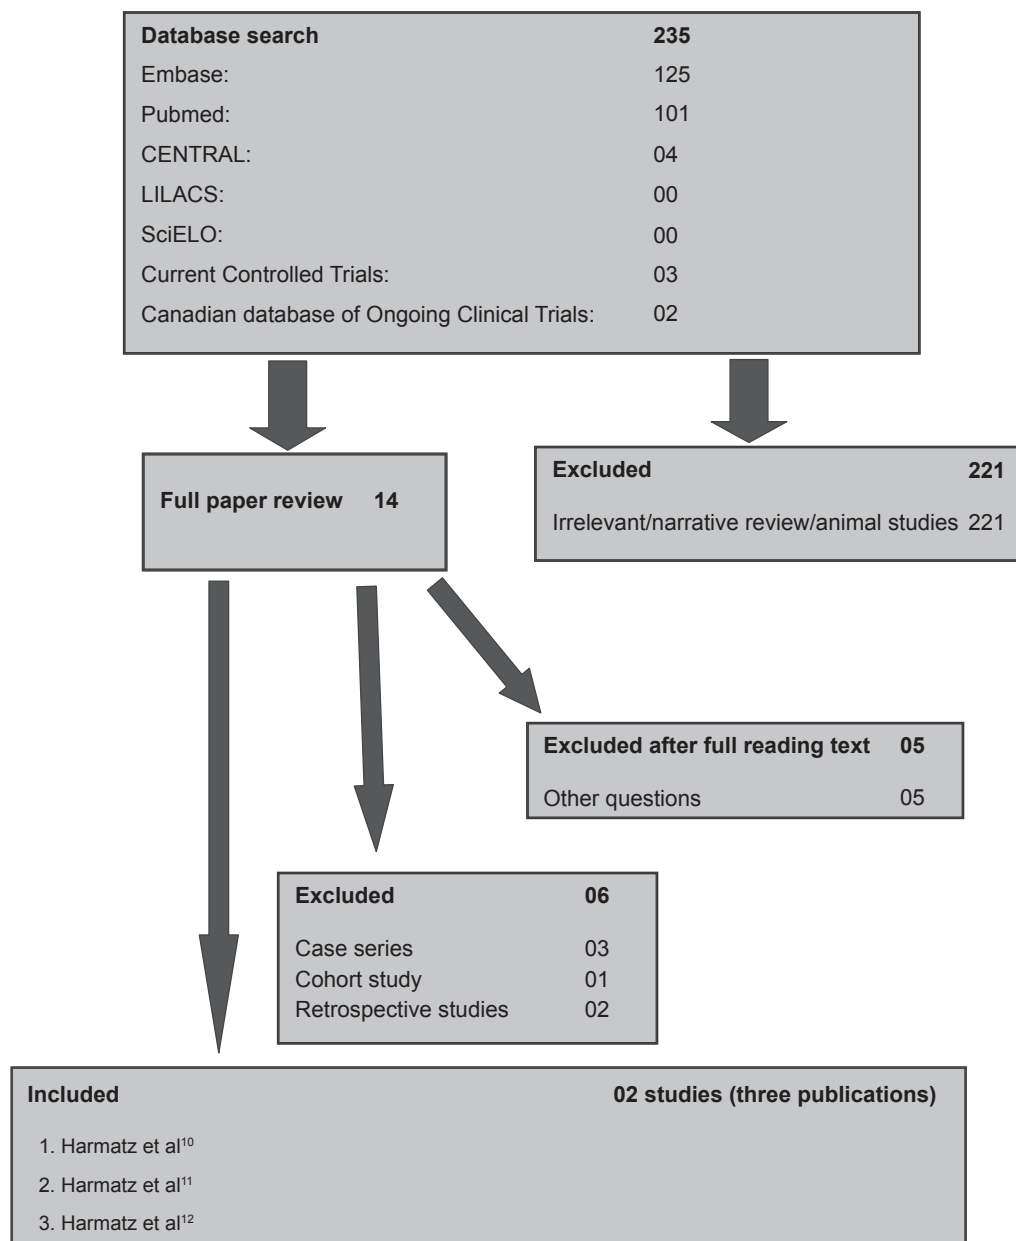 Database search 235
Embase: 125
Pubmed: 101
CENTRAL: 04
LILACS: 00
SciELO: 00
Current Controlled Trials: 03
Canadian database of Ongoing Clinical Trials: 02
Full paper review 14
Excluded 221
Irrelevant/narrative review/animal studies 221
Excluded after full reading text 05
Other questions 05
Excluded 06
Case series 03
Cohort study 01
Retrospective studies 02
Included 02 studies (three publications)
1. Harmatz et al¹⁰
2. Harmatz et al¹¹
3. Harmatz et al¹²